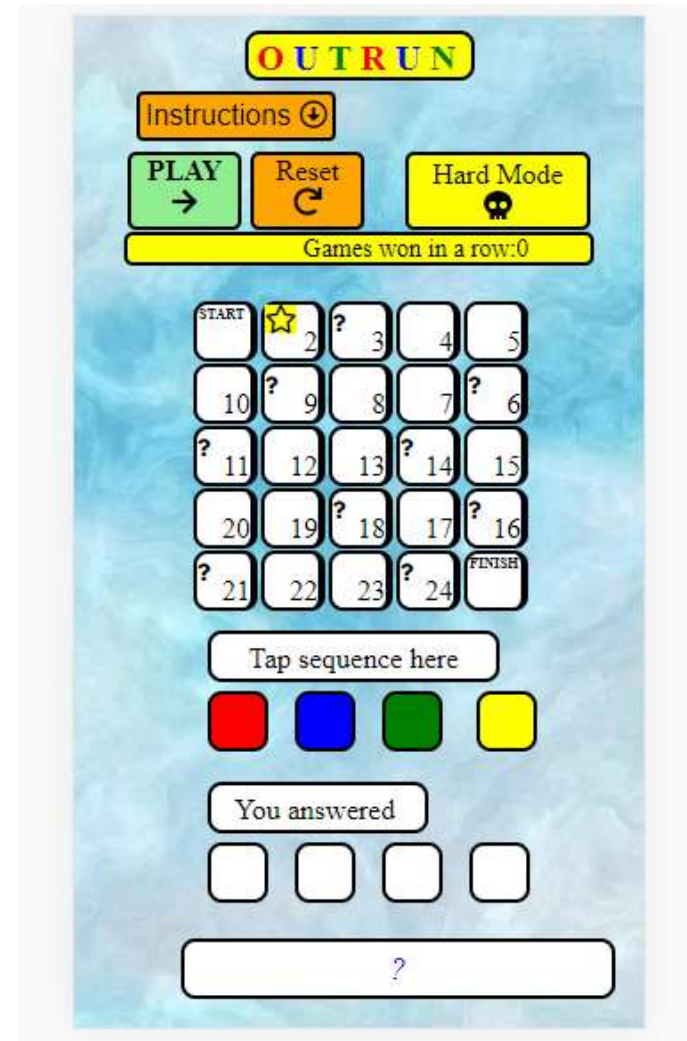 OUTRUN
Instructions
PLAY Reset Hard Mode
Games won in a row:0
START 2 ? 3 4 5
10 ? 9 8 7 ? 6
? 11 12 13 ? 14 15
20 19 ? 18 17 ? 16
? 21 22 23 ? 24 FINISH
Tap sequence here
You answered
?